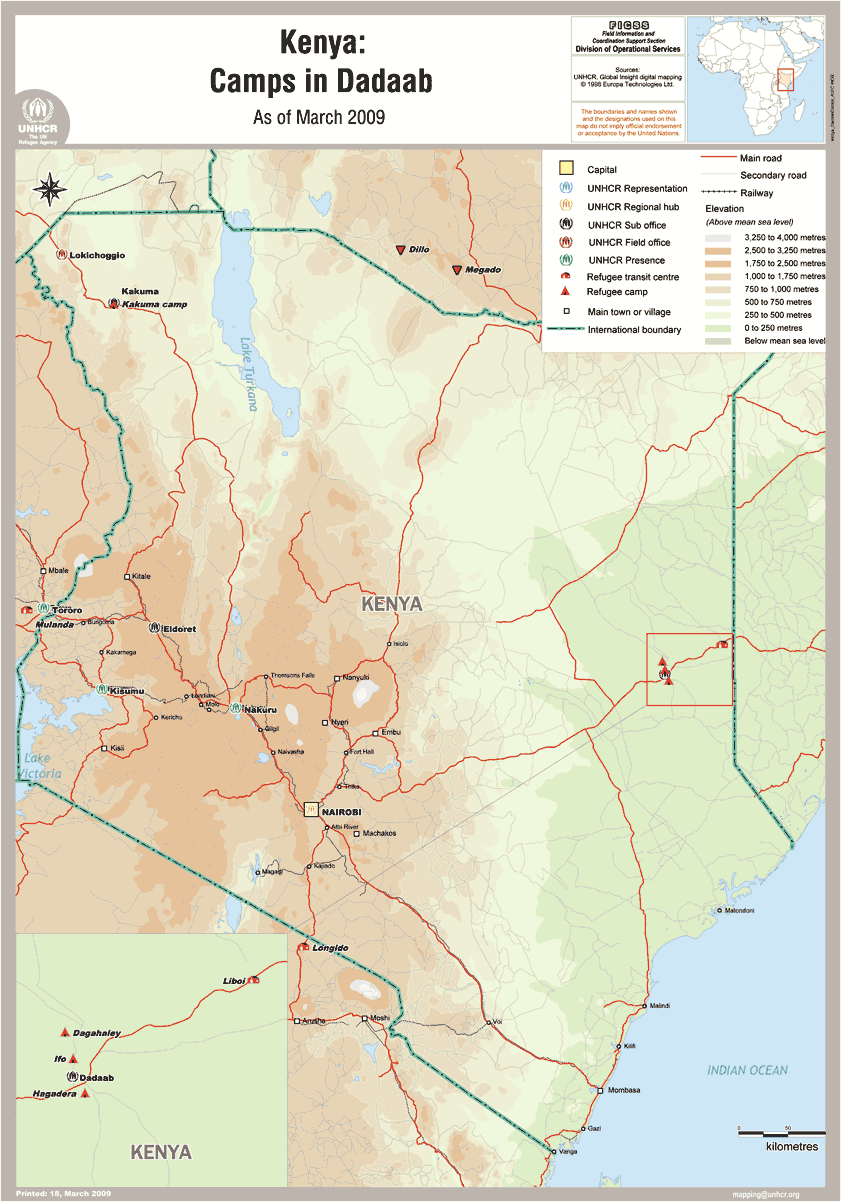 Kenya:
Camps in Dadaab
As of March 2009
UNHCR
The UN
Refugee Agency
FICSS
Field Information and
Coordination Support Section
Division of Operational Services
Sources:
UNHCR, Global Insight digital mapping
© 1998 Europa Technologies Ltd.
The boundaries and names shown
and the designations used on this
map do not imply official endorsement
or acceptance by the United Nations.
Capital
UNHCR Representation
UNHCR Regional hub
UNHCR Sub office
UNHCR Field office
UNHCR Presence
Refugee transit centre
Refugee camp
Main town or village
International boundary
Main road
Secondary road
Railway
Elevation
(Above mean sea level)
3,250 to 4,000 metres
2,500 to 3,250 metres
1,750 to 2,500 metres
1,000 to 1,750 metres
750 to 1,000 metres
500 to 750 metres
250 to 500 metres
0 to 250 metres
Below mean sea level
Lokichoggio
Kakuma
Kakuma camp
Dillo
Megado
Lake Turkana
Mbale
Kitale
Tororo
Mulanda
Bungoma
Eldoret
KENYA
Kakamega
Isiolo
Kisumu
Thomsons Falls
Nanyuki
Londiani
Molo
Nakuru
Kerichu
Nyeri
Gilgil
Embu
Kisii
Naivasha
Fort Hall
Lake
Victoria
Thika
NAIROBI
Athi River
Machakos
Kajiado
Magadi
Matondoni
Longido
Liboi
Dagahaley
Ifo
Dadaab
Hagadera
KENYA
Arusha
Moshi
Voi
Malindi
Kilifi
INDIAN OCEAN
Mombasa
Gazi
Vanga
0 50
kilometres
Printed: 18, March 2009
mapping@unhcr.org